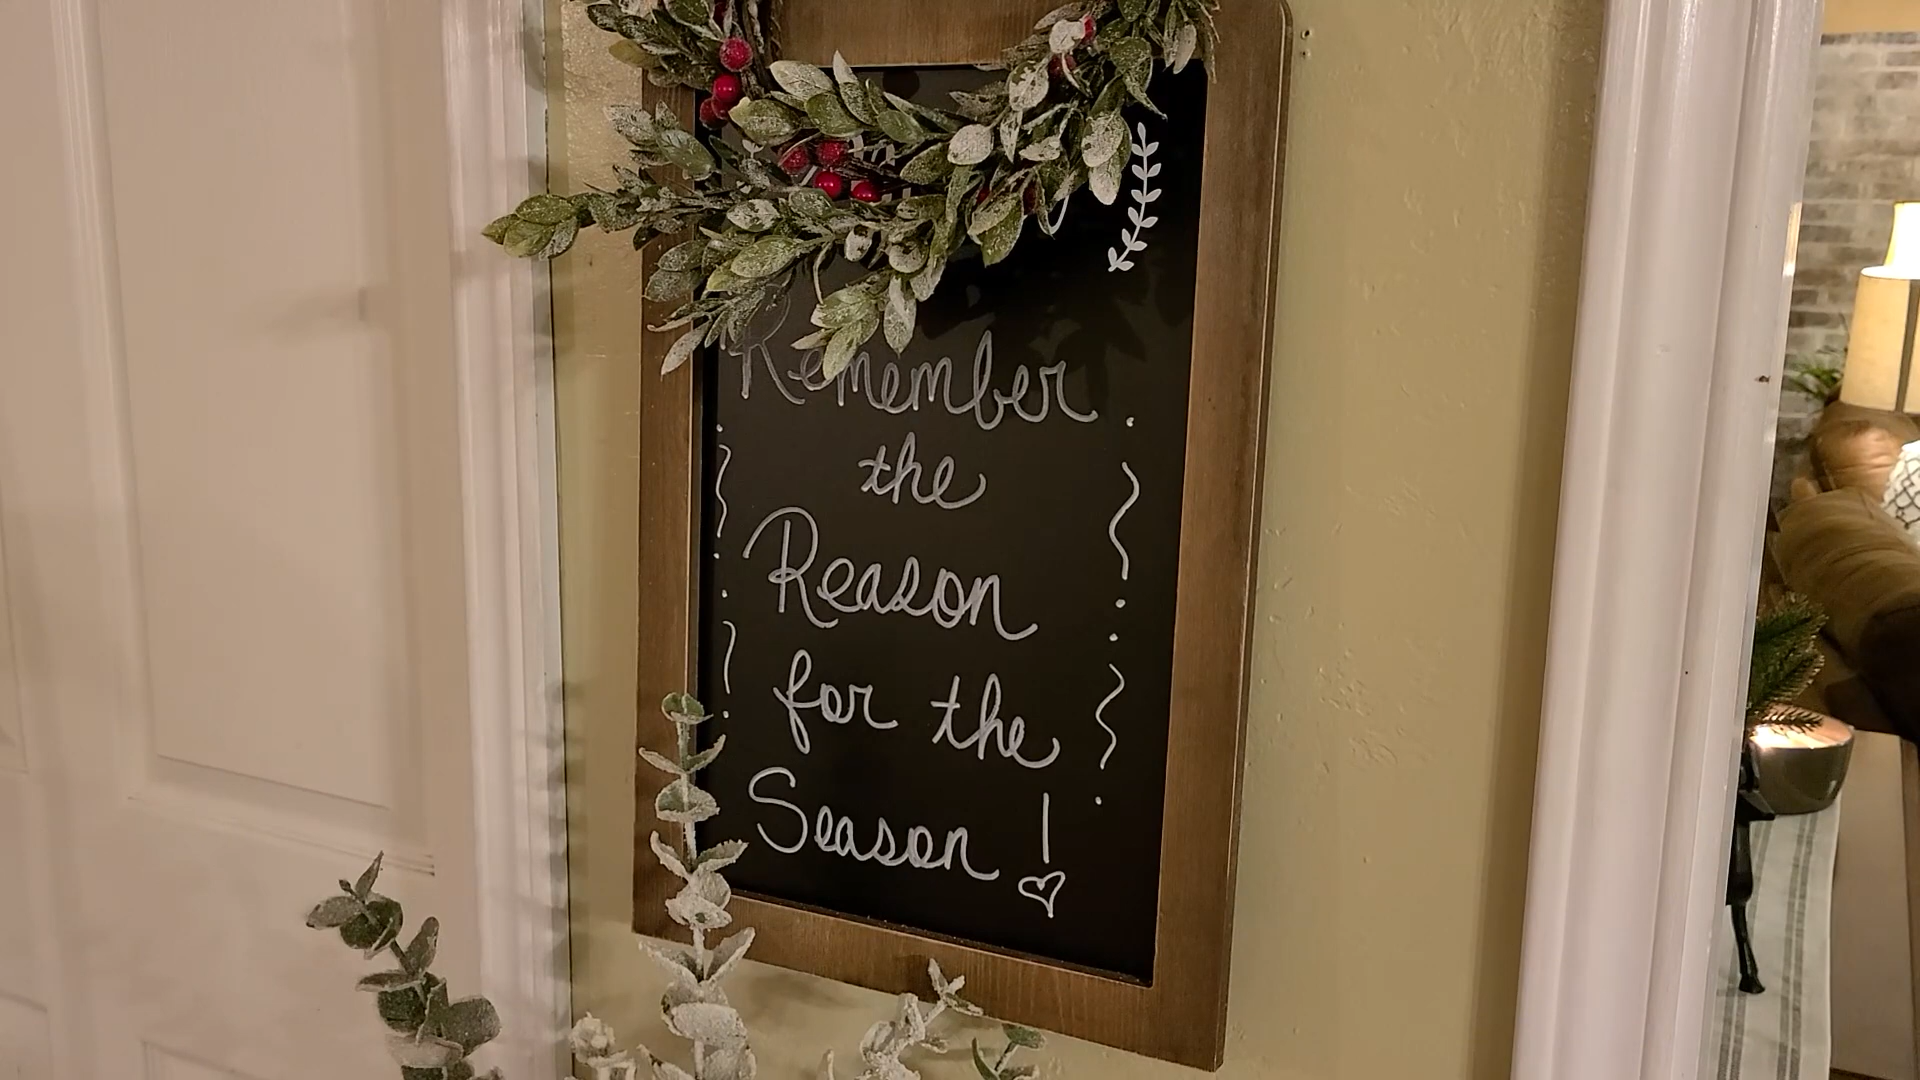 Remember
the
Reason
for the
Season!